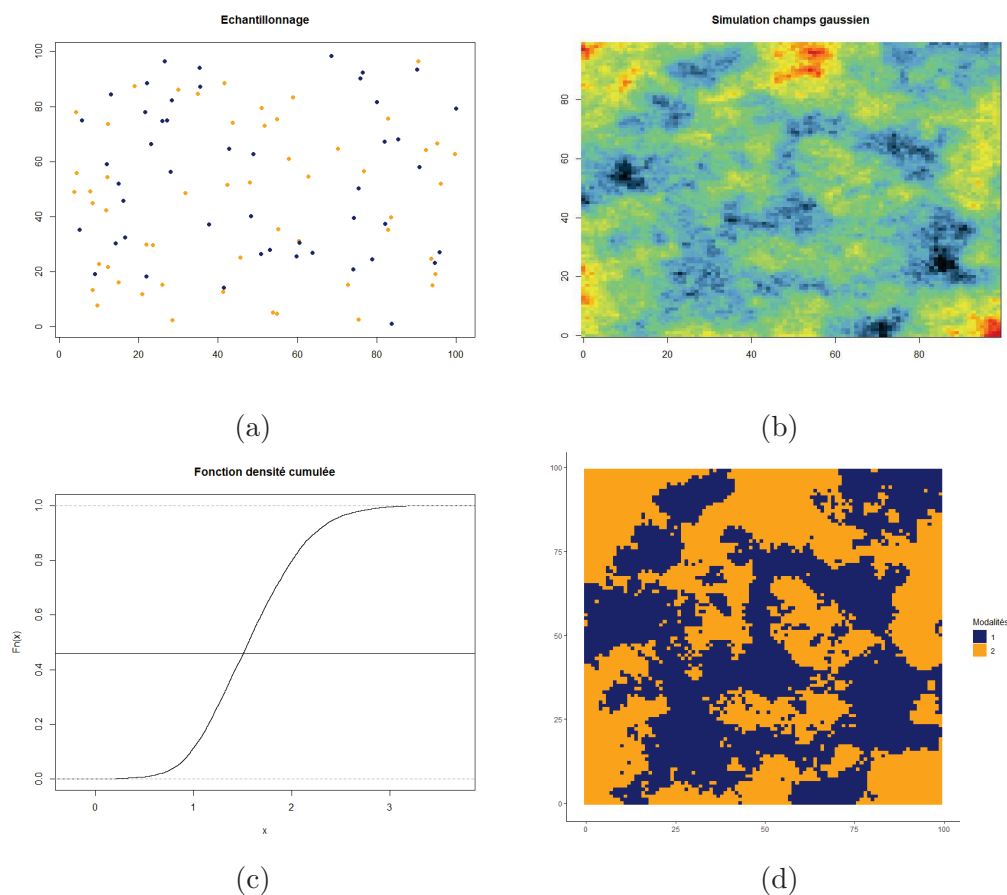 Echantillonnage
100
80
60
40
20
0
0 20 40 60 80 100
(a)
Simulation champs gaussien
80
60
40
20
0
0 20 40 60 80
(b)
Fonction densité cumulée
Fn(x)
1.0
0.8
0.6
0.4
0.2
0.0
0 1 2 3
x
(c)
100
75
50
25
0
0 25 50 75 100
Modalités
1
2
(d)